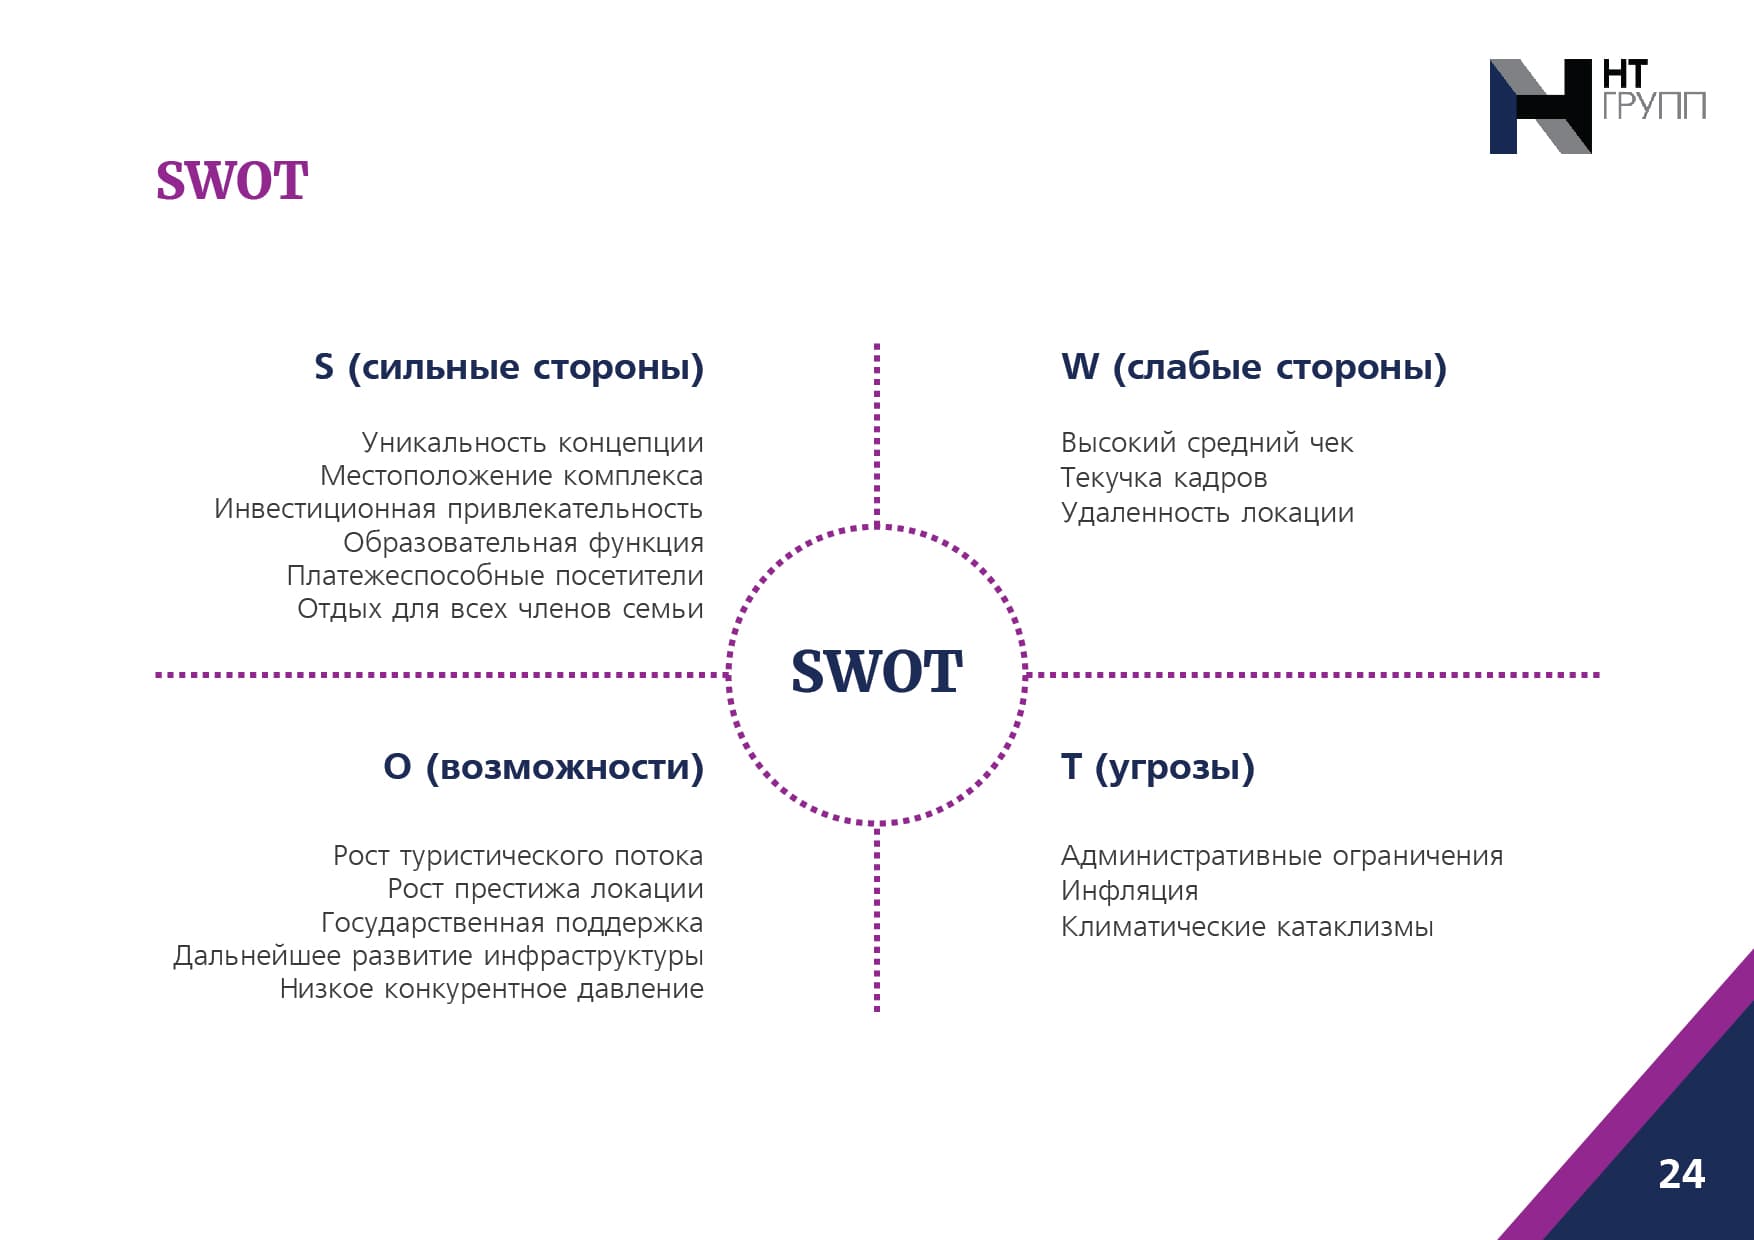 НТ
ГРУПП
SWOT
S (сильные стороны)
Уникальность концепции
Местоположение комплекса
Инвестиционная привлекательность
Образовательная функция
Платежеспособные посетители
Отдых для всех членов семьи
W (слабые стороны)
Высокий средний чек
Текучка кадров
Удаленность локации
SWOT
O (возможности)
Рост туристического потока
Рост престижа локации
Государственная поддержка
Дальнейшее развитие инфраструктуры
Низкое конкурентное давление
T (угрозы)
Административные ограничения
Инфляция
Климатические катаклизмы
24